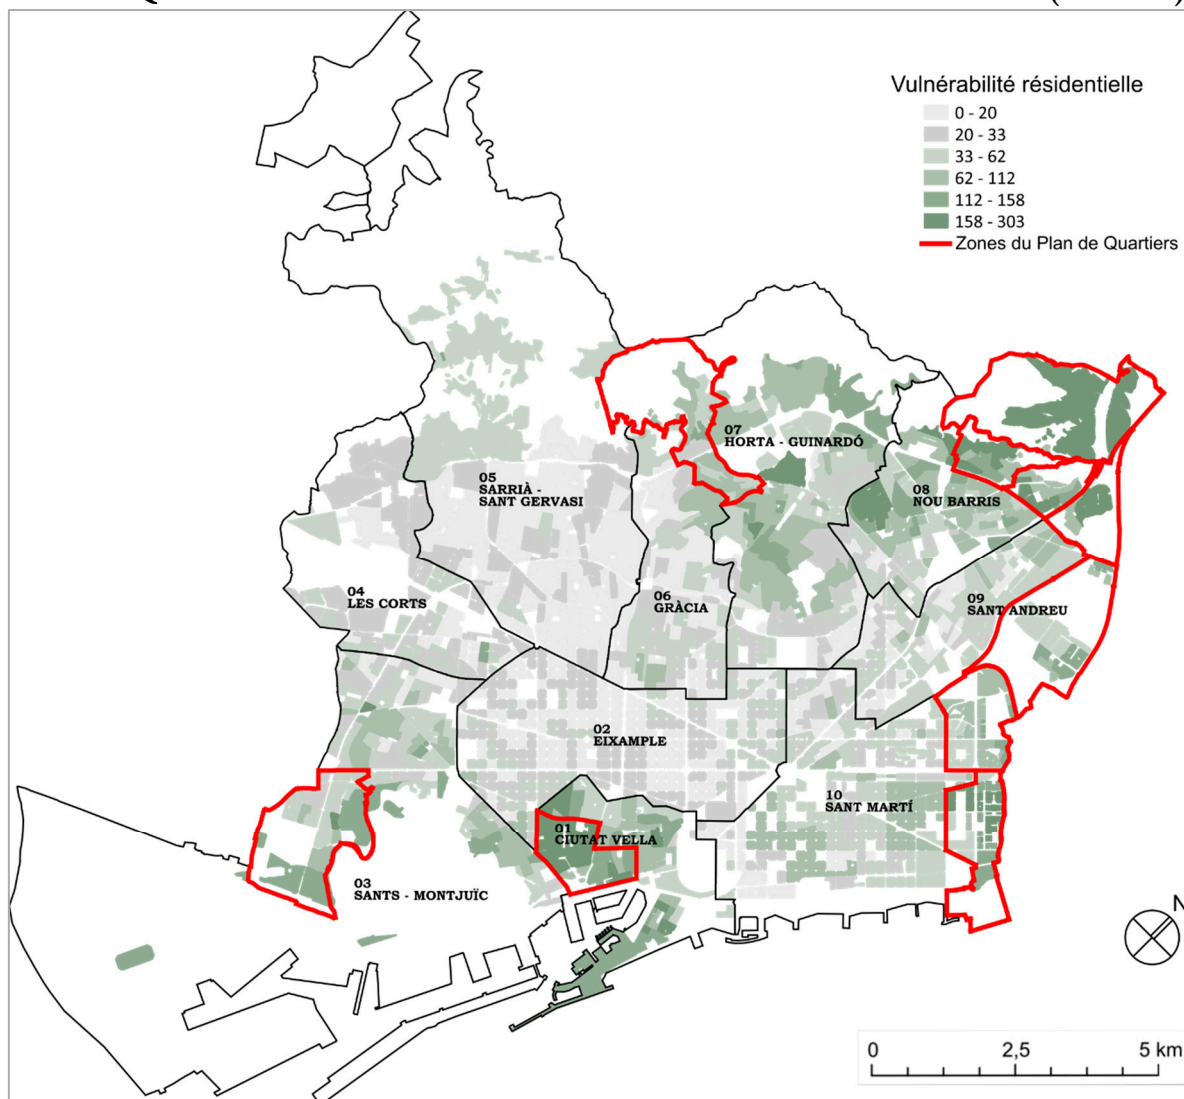 Vulnérabilité résidentielle
0 - 20
20 - 33
33 - 62
62 - 112
112 - 158
158 - 303
Zones du Plan de Quartiers
07
HORTA - GUINARDÓ
05
SARRIÀ -
SANT GERVASI
08
NOU BARRIS
04
LES CORTS
06
GRÀCIA
09
SANT ANDREU
02
EIXAMPLE
10
SANT MARTÍ
01
CIUTAT VELLA
03
SANTS - MONTJUÏC
N
0 2,5 5 km